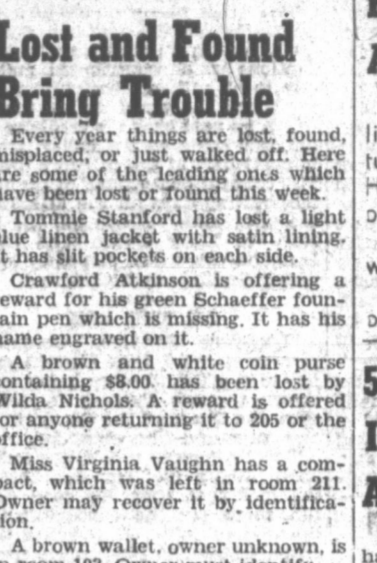 Lost and Found
Bring Trouble
Every year things are lost, found,
misplaced, or just walked off. Here
are some of the leading ones which
have been lost or found this week.
Tommie Stanford has lost a light
blue linen jacket with satin lining.
It has slit pockets on each side.
Crawford Atkinson is offering a
reward for his green Schaeffer foun-
tain pen which is missing. It has his
name engraved on it.
A brown and white coin purse
containing $8.00 has been lost by
Wilda Nichols. A reward is offered
for anyone returning it to 205 or the
office.
Miss Virginia Vaughn has a com-
pact, which was left in room 211.
Owner may recover it by identifica-
tion.
A brown wallet, owner unknown, is